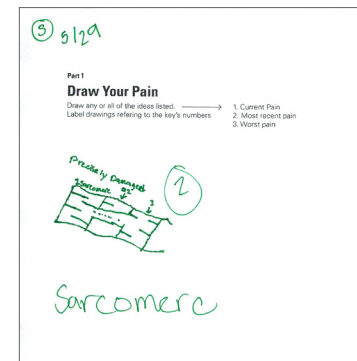 5 5/29
Part 1
Draw Your Pain
Draw any or all of the ideas listed. 1. Current Pain
Label drawings refering to the key's numbers 2. Most recent pain
3. Worst pain
Precisely Damaged
Sarcomere #2 3
2
Sarcomere